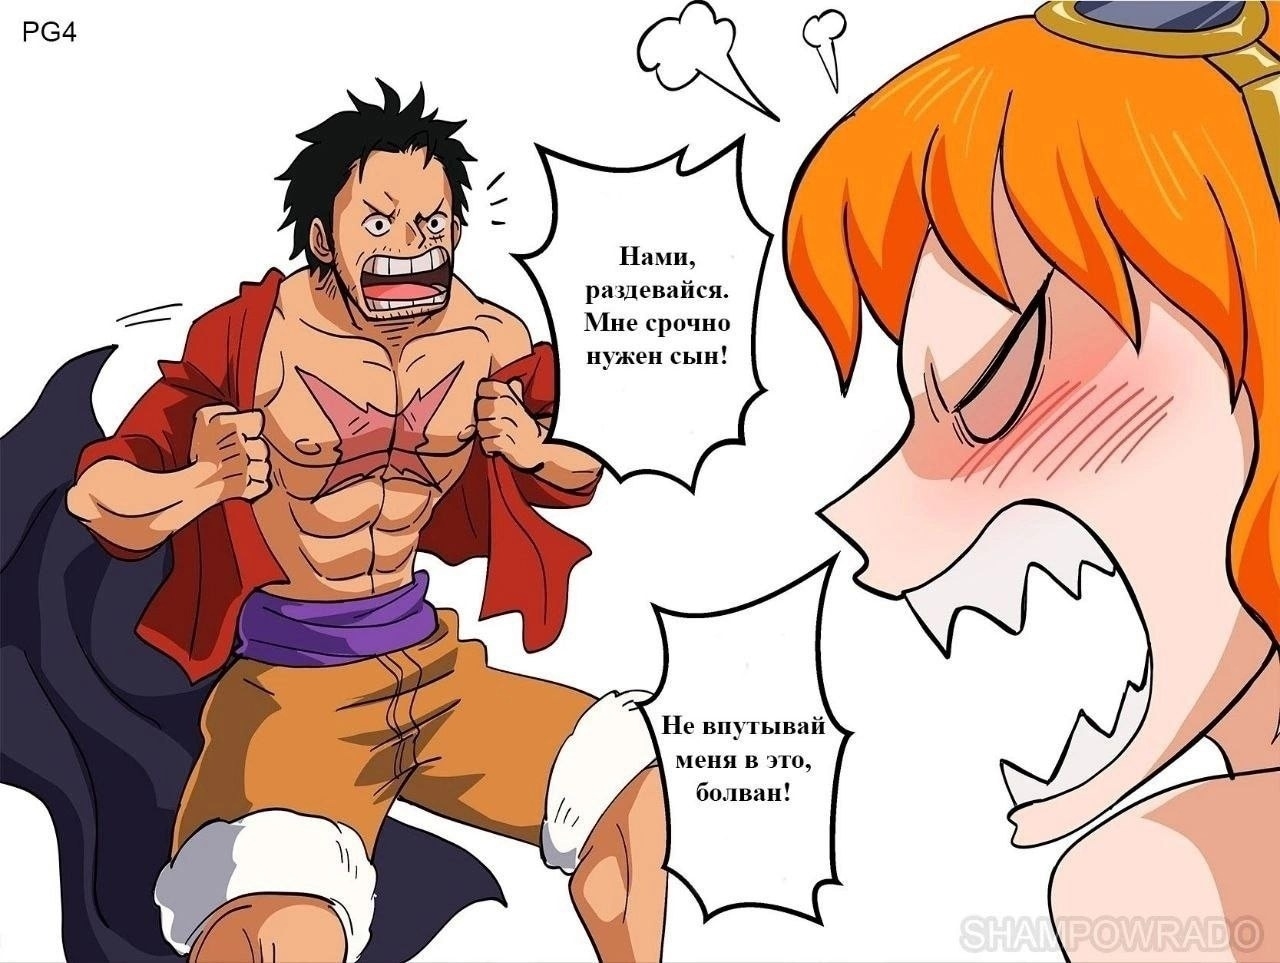 PG4
Нами,
раздевайся.
Мне срочно
нужен сын!
Не впутывай
меня в это,
болван!
SHAMPOWRADO